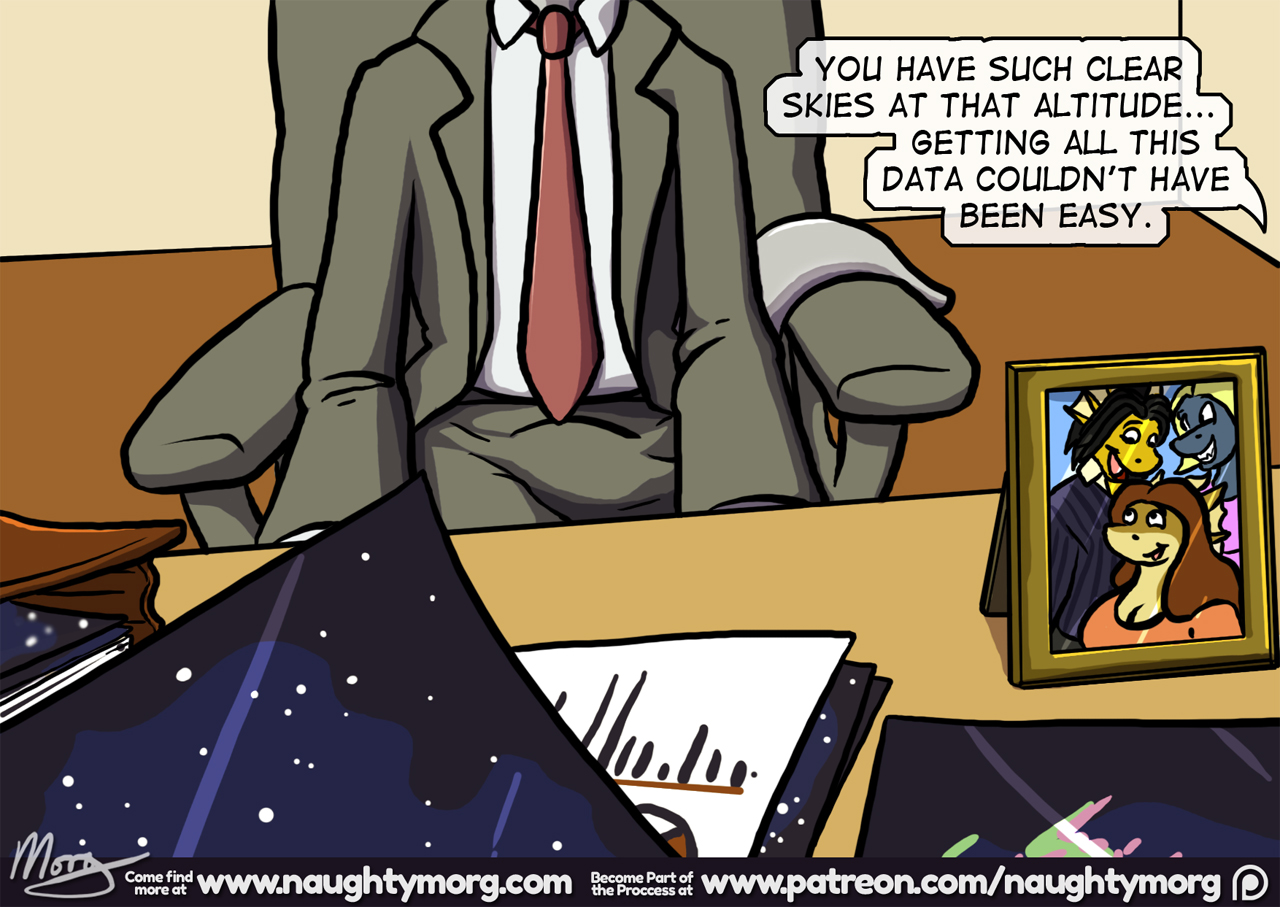 YOU HAVE SUCH CLEAR
SKIES AT THAT ALTITUDE...
GETTING ALL THIS
DATA COULDN'T HAVE
BEEN EASY.
Morg
Come find
more at
www.naughtymorg.com
Become Part of
the Proccess at
www.patreon.com/naughtymorg